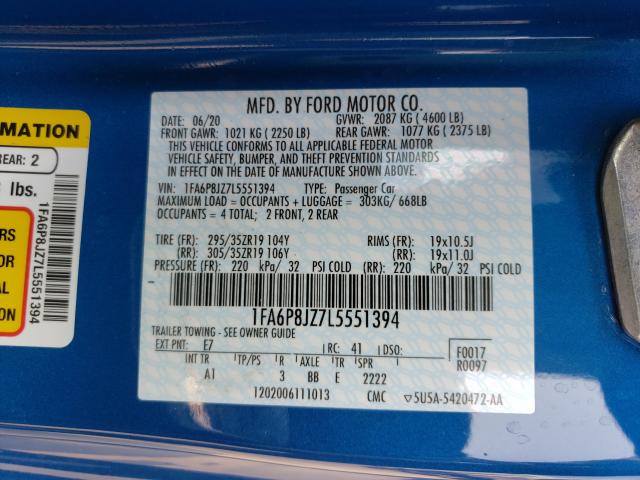 RMATION
REAR: 2
lbs.
OR
TO
AL
ON
1FA6P8JZ7L5551394
MFD. BY FORD MOTOR CO.
DATE: 06/20 GVWR: 2087 KG ( 4600 LB)
FRONT GAWR: 1021 KG ( 2250 LB) REAR GAWR: 1077 KG ( 2375 LB)
THIS VEHICLE CONFORMS TO ALL APPLICABLE FEDERAL MOTOR
VEHICLE SAFETY, BUMPER, AND THEFT PREVENTION STANDARDS
IN EFFECT ON THE DATE OF MANUFACTURE SHOWN ABOVE.
VIN: 1FA6P8JZ7L5551394 TYPE: Passenger Car
MAXIMUM LOAD = OCCUPANTS + LUGGAGE = 303KG/ 668LB
OCCUPANTS = 4 TOTAL; 2 FRONT, 2 REAR
TIRE (FR): 295/35ZR19 104Y RIMS (FR): 19x10.5J
(RR): 305/35ZR19 106Y (RR): 19x11.0J
PRESSURE (FR): 220 kPa/ 32 PSI COLD (RR): 220 kPa/ 32 PSI COLD
1FA6P8JZ7L5551394
TRAILER TOWING - SEE OWNER GUIDE
EXT PNT: E7 RC: 41 DSO: F0017
INT TR TP/PS R AXLE TR SPR R0097
A1 3 BB E 2222
1202006111013 CMC ▽5U5A-5420472-AA